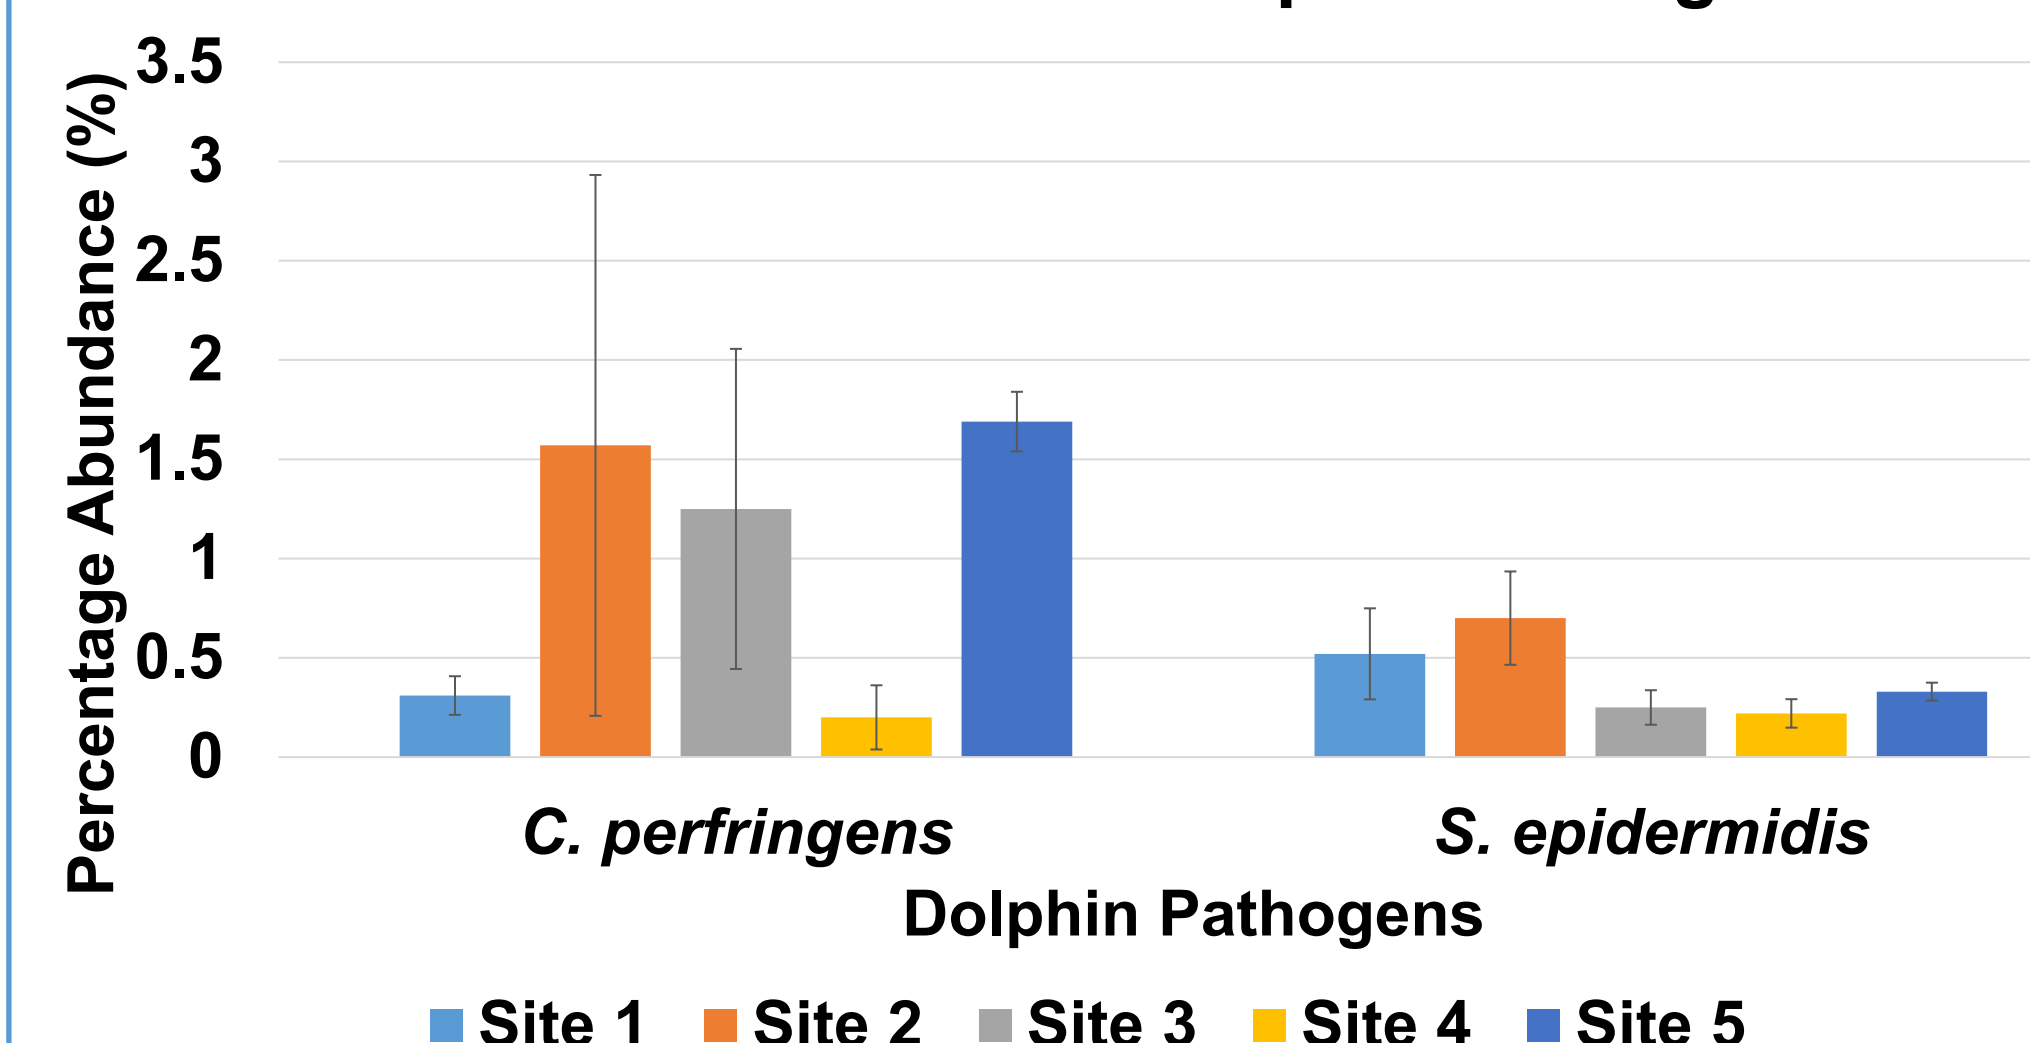 Percentage Abundance (%)
3.5
3
2.5
2
1.5
1
0.5
0
C. perfringens S. epidermidis
Dolphin Pathogens
Site 1 Site 2 Site 3 Site 4 Site 5